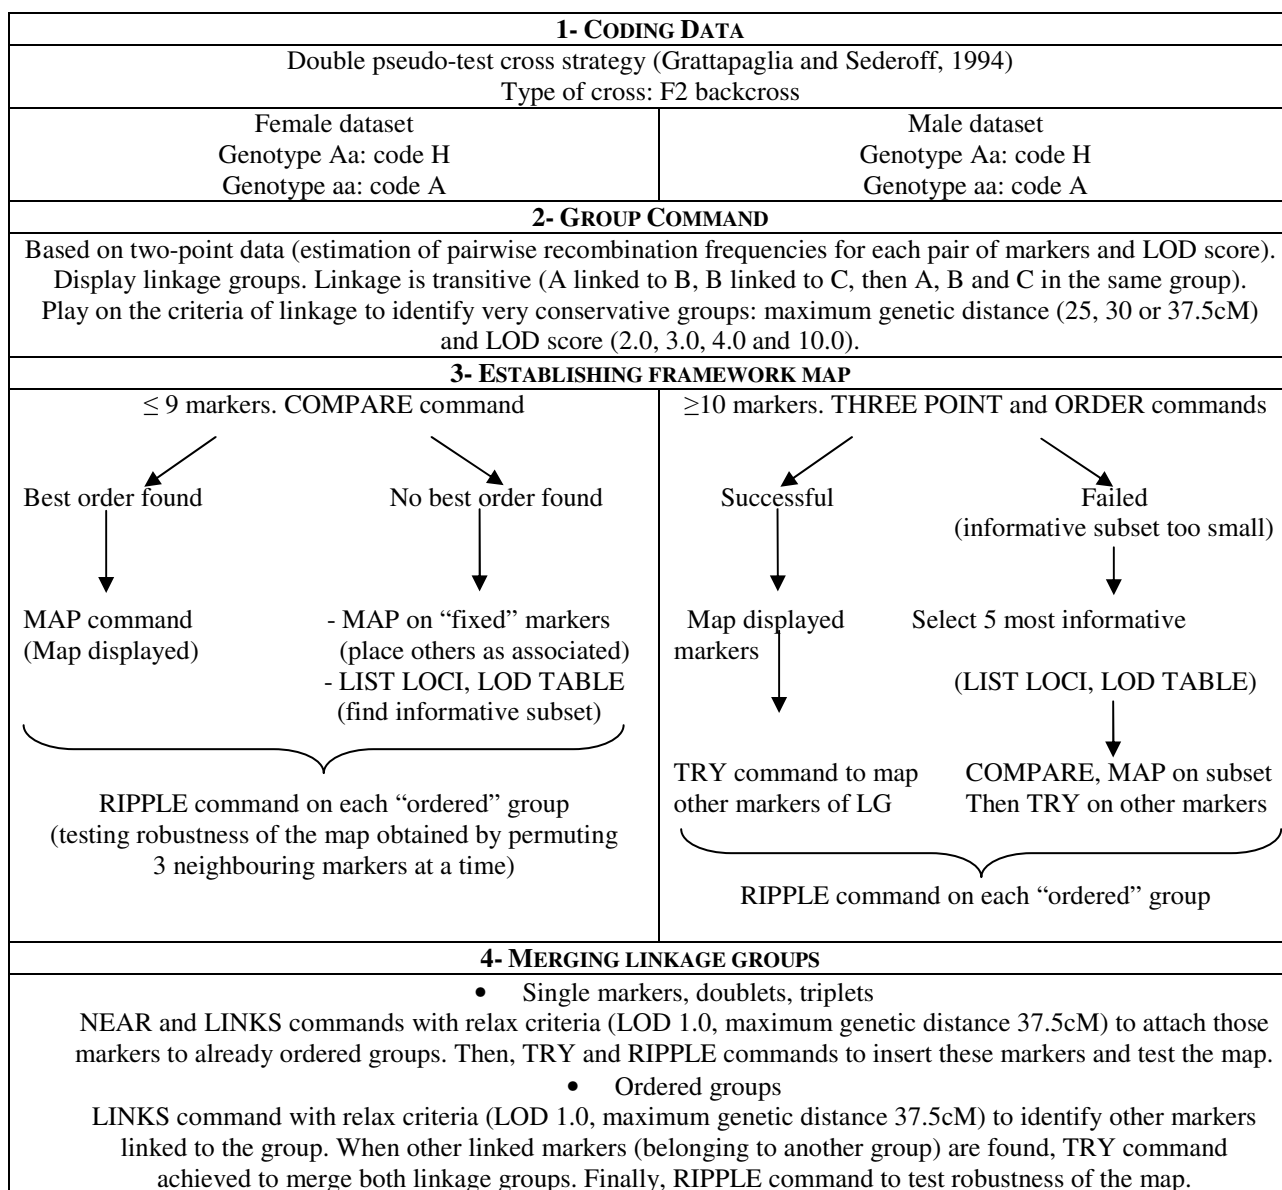 1- CODING DATA
Double pseudo-test cross strategy (Grattapaglia and Sederoff, 1994)
Type of cross: F2 backcross
Female dataset
Genotype Aa: code H
Genotype aa: code A
Male dataset
Genotype Aa: code H
Genotype aa: code A
2- GROUP COMMAND
Based on two-point data (estimation of pairwise recombination frequencies for each pair of markers and LOD score).
Display linkage groups. Linkage is transitive (A linked to B, B linked to C, then A, B and C in the same group).
Play on the criteria of linkage to identify very conservative groups: maximum genetic distance (25, 30 or 37.5cM)
and LOD score (2.0, 3.0, 4.0 and 10.0).
3- ESTABLISHING FRAMEWORK MAP
≤ 9 markers. COMPARE command
Best order found
No best order found
MAP command
(Map displayed)
- MAP on “fixed” markers
(place others as associated)
- LIST LOCI, LOD TABLE
(find informative subset)
RIPPLE command on each “ordered” group
(testing robustness of the map obtained by permuting
3 neighbouring markers at a time)
≥10 markers. THREE POINT and ORDER commands
Successful
Failed
(informative subset too small)
Map displayed
markers
Select 5 most informative
(LIST LOCI, LOD TABLE)
TRY command to map
other markers of LG
COMPARE, MAP on subset
Then TRY on other markers
RIPPLE command on each “ordered” group
4- MERGING LINKAGE GROUPS
• Single markers, doublets, triplets
NEAR and LINKS commands with relax criteria (LOD 1.0, maximum genetic distance 37.5cM) to attach those
markers to already ordered groups. Then, TRY and RIPPLE commands to insert these markers and test the map.
• Ordered groups
LINKS command with relax criteria (LOD 1.0, maximum genetic distance 37.5cM) to identify other markers
linked to the group. When other linked markers (belonging to another group) are found, TRY command
achieved to merge both linkage groups. Finally, RIPPLE command to test robustness of the map.